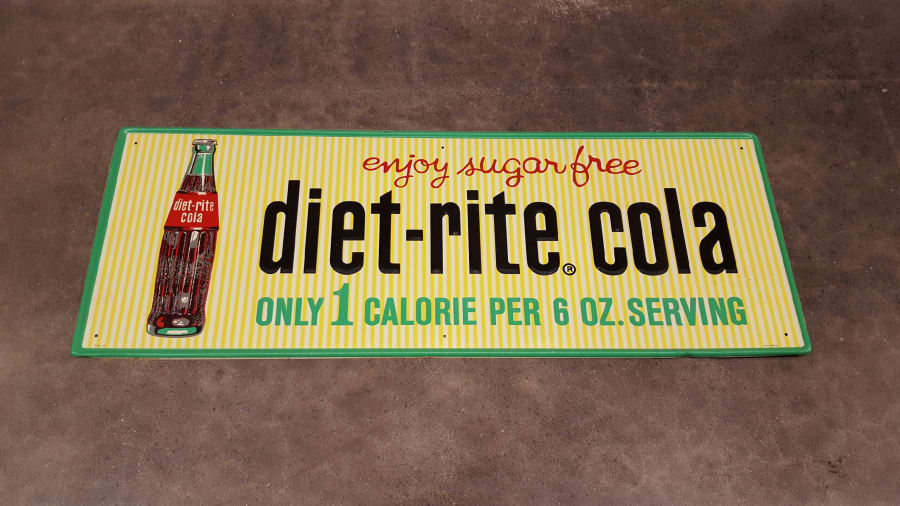 enjoy sugar free
diet-rite® cola
ONLY 1 CALORIE PER 6 OZ. SERVING
diet-rite
cola